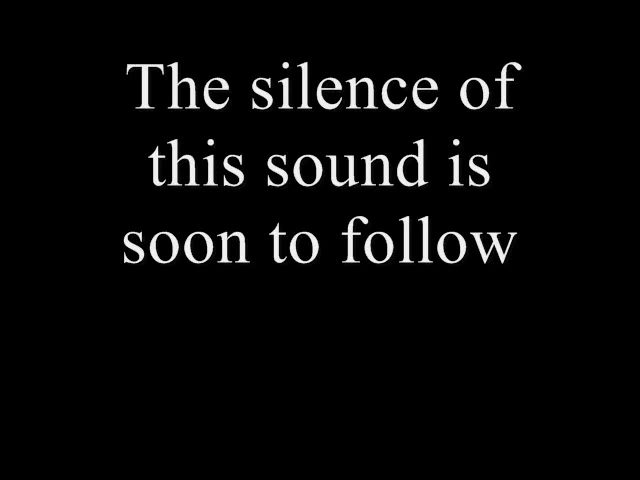 The silence of
this sound is
soon to follow